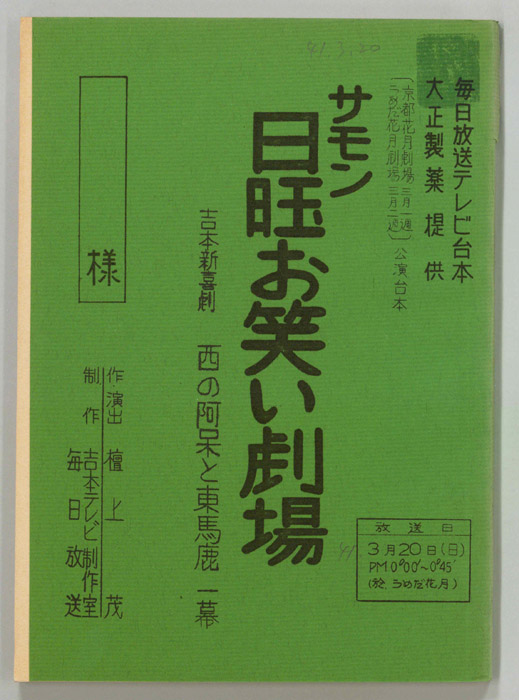 41.3.20
毎日放送テレビ台本
大正製薬提供
京都花月劇場 三月一週
うめだ花月劇場 三月二週
公演台本
サモン
日旺お笑い劇場
吉本新喜劇 西の阿呆と東馬鹿 一幕
様
作・演出 檀上 茂
制作 吉本テレビ制作室
毎日放送
放送日
3月20日(日)
PM.0°00'~0°45'
(於.うめだ花月)
41.